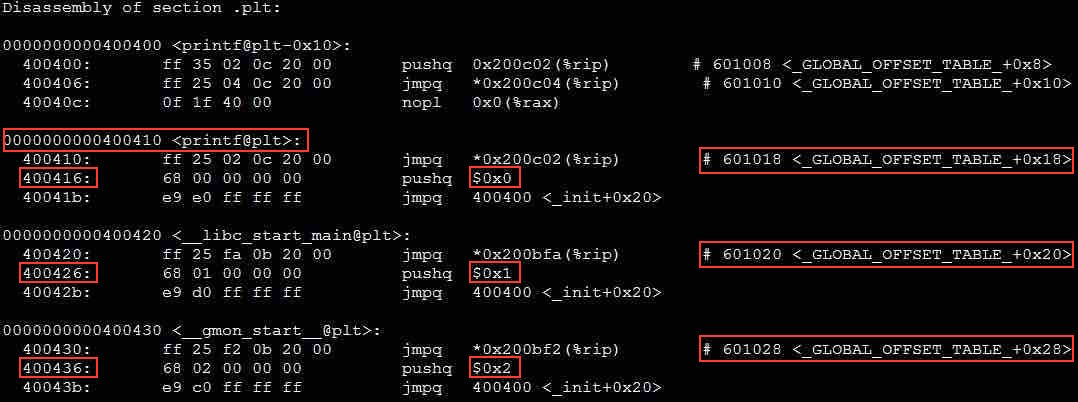 Disassembly of section .plt:
0000000000400400 <printf@plt-0x10>:
400400: ff 35 02 0c 20 00 pushq 0x200c02(%rip) # 601008 <_GLOBAL_OFFSET_TABLE_+0x8>
400406: ff 25 04 0c 20 00 jmpq *0x200c04(%rip) # 601010 <_GLOBAL_OFFSET_TABLE_+0x10>
40040c: 0f 1f 40 00 nopl 0x0(%rax)
0000000000400410 <printf@plt>:
400410: ff 25 02 0c 20 00 jmpq *0x200c02(%rip) # 601018 <_GLOBAL_OFFSET_TABLE_+0x18>
400416: 68 00 00 00 00 pushq $0x0
40041b: e9 e0 ff ff ff jmpq 400400 <_init+0x20>
0000000000400420 <__libc_start_main@plt>:
400420: ff 25 fa 0b 20 00 jmpq *0x200bfa(%rip) # 601020 <_GLOBAL_OFFSET_TABLE_+0x20>
400426: 68 01 00 00 00 pushq $0x1
40042b: e9 d0 ff ff ff jmpq 400400 <_init+0x20>
0000000000400430 <__gmon_start__@plt>:
400430: ff 25 f2 0b 20 00 jmpq *0x200bf2(%rip) # 601028 <_GLOBAL_OFFSET_TABLE_+0x28>
400436: 68 02 00 00 00 pushq $0x2
40043b: e9 c0 ff ff ff jmpq 400400 <_init+0x20>